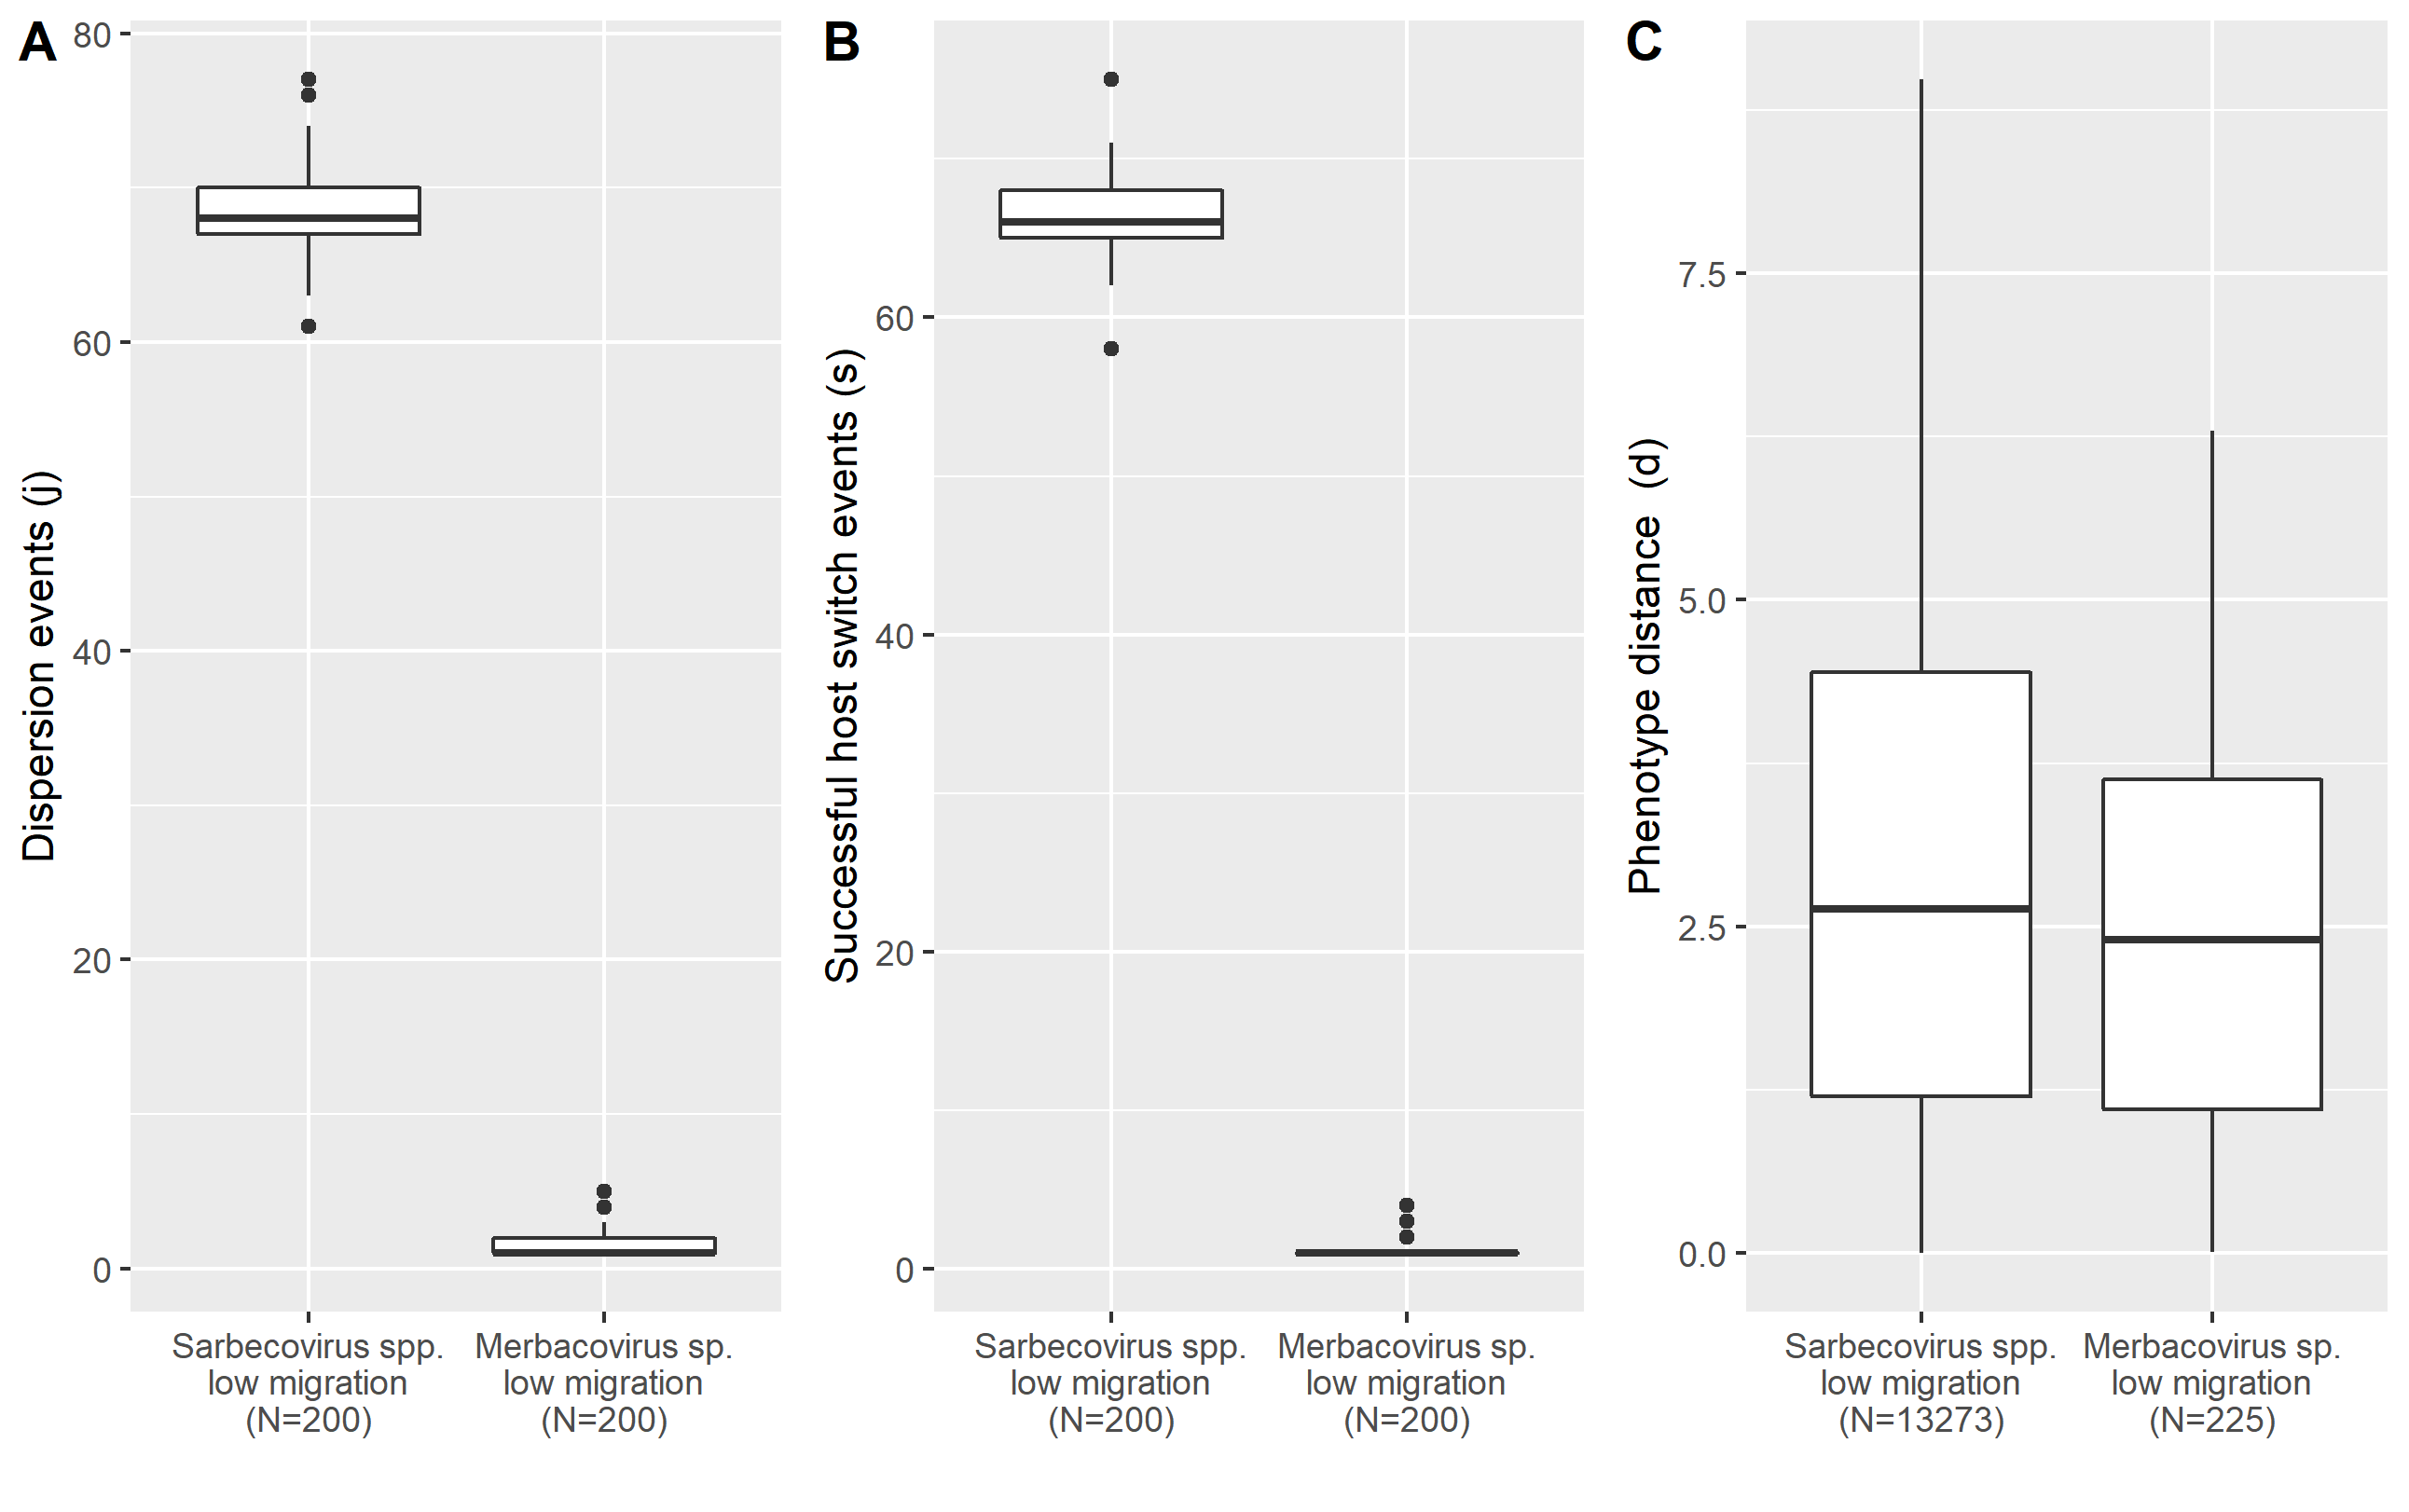 A
Dispersion events (j)
80
60
40
20
0
Sarbecovirus spp.
low migration
(N=200)
Merbacovirus sp.
low migration
(N=200)
B
Successful host switch events (s)
60
40
20
0
Sarbecovirus spp.
low migration
(N=200)
Merbacovirus sp.
low migration
(N=200)
C
Phenotype distance (d)
7.5
5.0
2.5
0.0
Sarbecovirus spp.
low migration
(N=13273)
Merbacovirus sp.
low migration
(N=225)